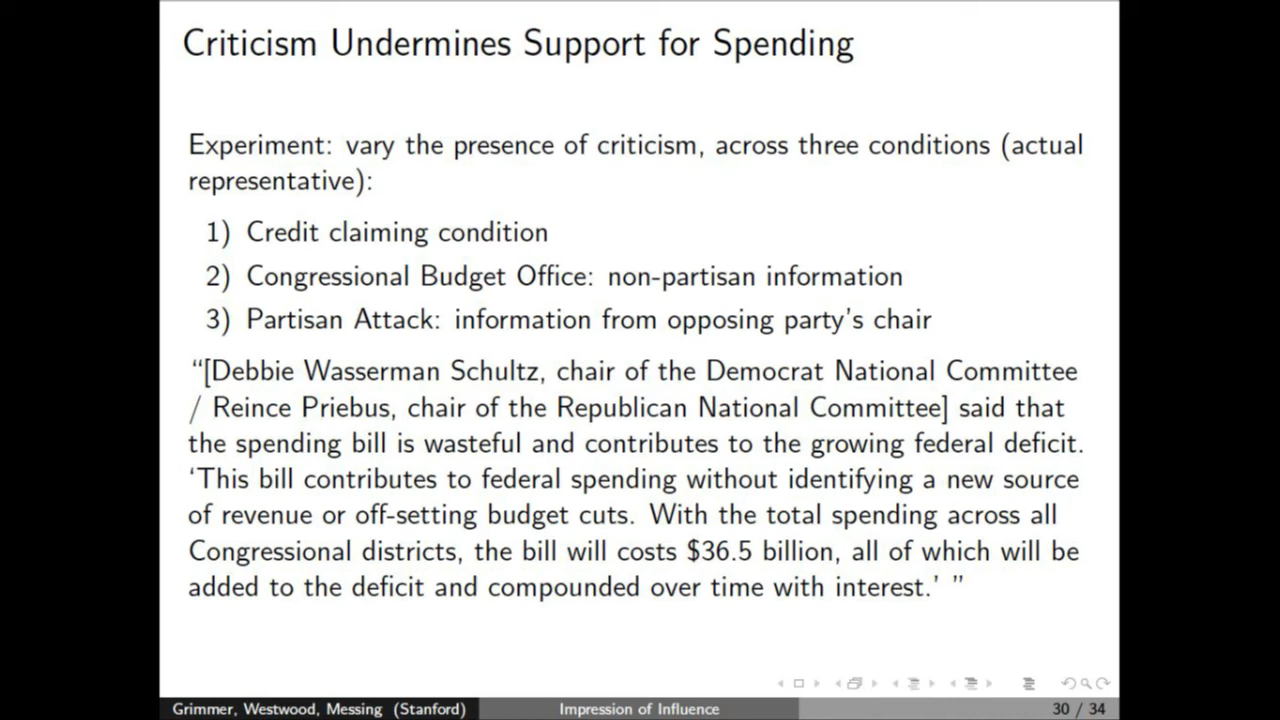 Criticism Undermines Support for Spending
Experiment: vary the presence of criticism, across three conditions (actual
representative):
1) Credit claiming condition
2) Congressional Budget Office: non-partisan information
3) Partisan Attack: information from opposing party's chair
“[Debbie Wasserman Schultz, chair of the Democrat National Committee
/ Reince Priebus, chair of the Republican National Committee] said that
the spending bill is wasteful and contributes to the growing federal deficit.
‘This bill contributes to federal spending without identifying a new source
of revenue or off-setting budget cuts. With the total spending across all
Congressional districts, the bill will costs $36.5 billion, all of which will be
added to the deficit and compounded over time with interest.’ ”
Grimmer, Westwood, Messing (Stanford) Impression of Influence 30 / 34